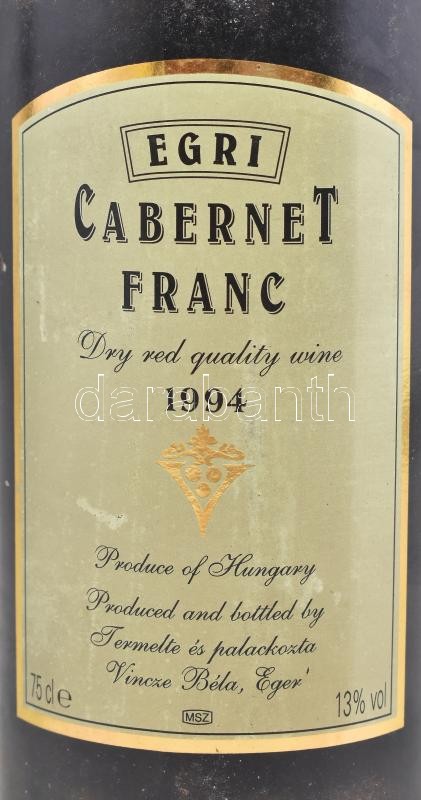 EGRI
CABERNET
FRANC
Dry red quality wine
1994
darabanth
Produce of Hungary
Produced and bottled by
Termelte és palackozta
Vincze Béla, Eger
75 cl e
13% vol
MSZ